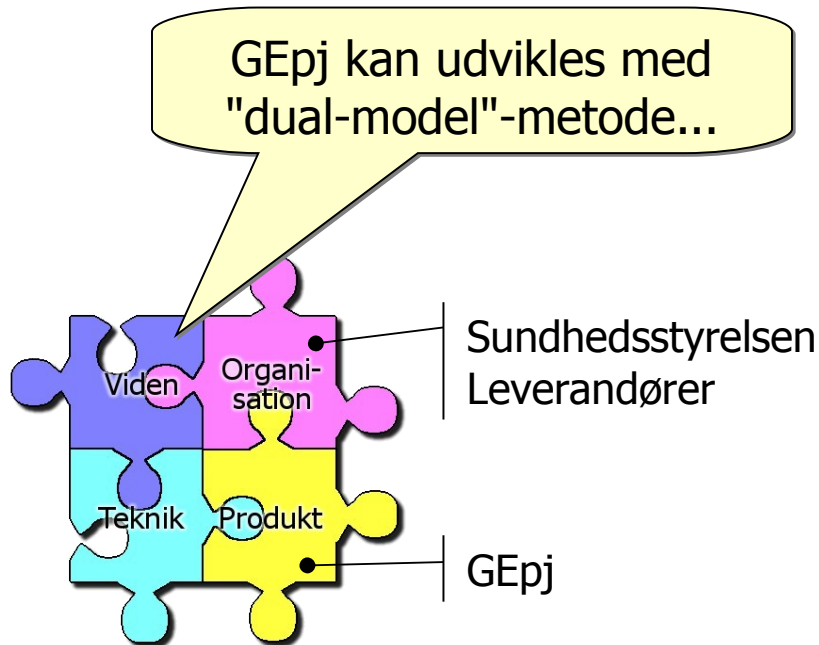 GEpj kan udvikles med
"dual-model"-metode...
Viden
Organi-
sation
Sundhedsstyrelsen
Leverandører
Teknik
Produkt
GEpj